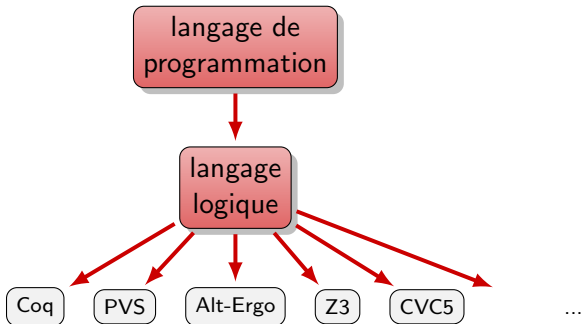 langage de
programmation
langage
logique
Coq PVS Alt-Ergo Z3 CVC5 ...